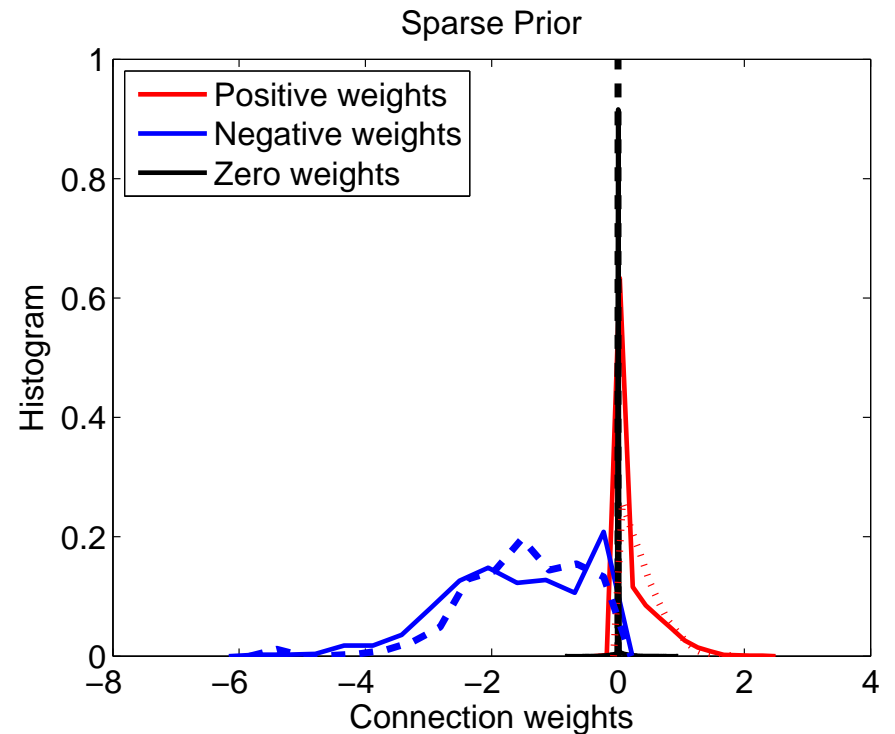 Sparse Prior
Histogram
1
0.8
0.6
0.4
0.2
0
Positive weights
Negative weights
Zero weights
−8 −6 −4 −2 0 2 4
Connection weights